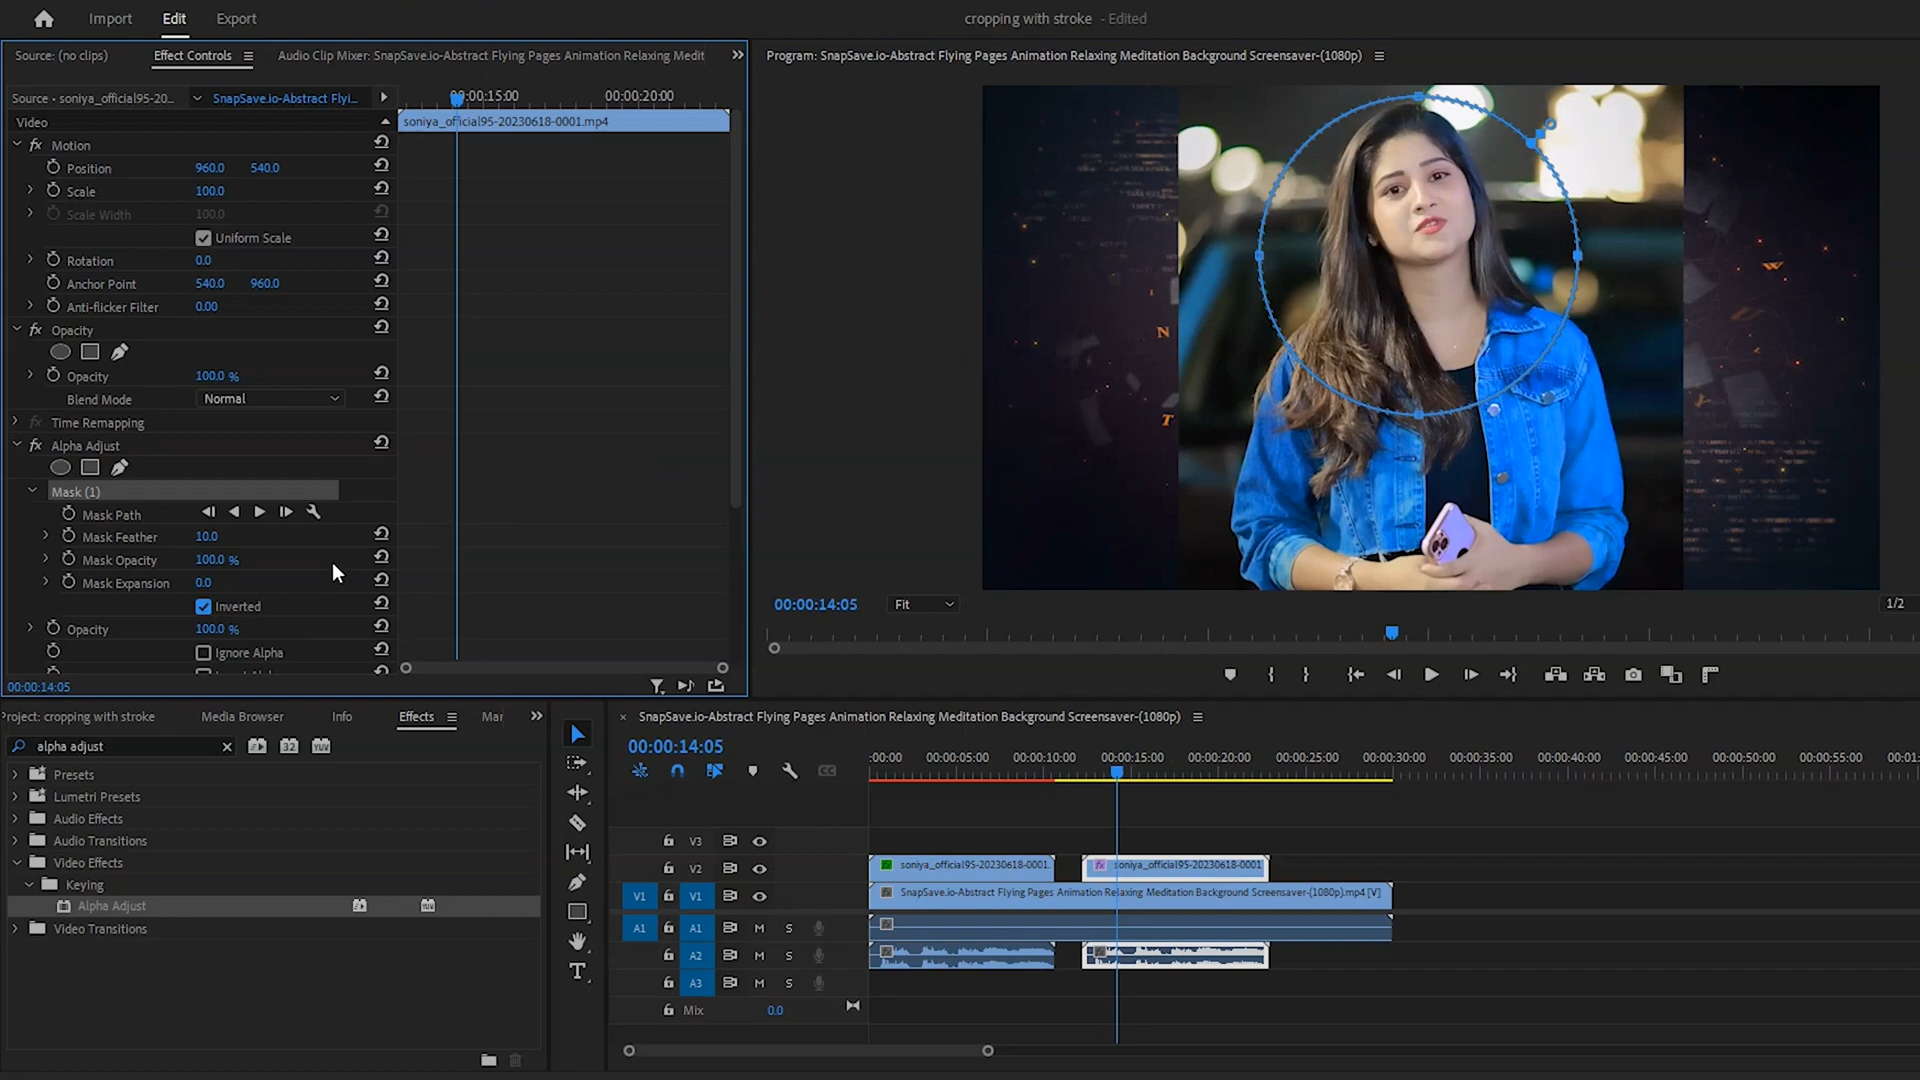 Import Edit Export cropping with stroke - Edited
Source: (no clips) Effect Controls Audio Clip Mixer: SnapSave.io-Abstract Flying Pages Animation Relaxing Medit
Program: SnapSave.io-Abstract Flying Pages Animation Relaxing Meditation Background Screensaver-(1080p)
Source • soniya_official95-20... SnapSave.io-Abstract Flyi...
00:00:15:00 00:00:20:00
Video
soniya_official95-20230618-0001.mp4
fx Motion
Position 960.0 540.0
Scale 100.0
Scale Width 100.0
Uniform Scale
Rotation 0.0
Anchor Point 540.0 960.0
Anti-flicker Filter 0.00
fx Opacity
Opacity 100.0 %
Blend Mode Normal
fx Time Remapping
fx Alpha Adjust
Mask (1)
Mask Path
Mask Feather 10.0
Mask Opacity 100.0 %
Mask Expansion 0.0
Inverted
Opacity 100.0 %
Ignore Alpha
00:00:14:05
W
N
T
Y
00:00:14:05 Fit 1/2
Project: cropping with stroke Media Browser Info Effects Mar
alpha adjust 32 YUV
Presets
Lumetri Presets
Audio Effects
Audio Transitions
Video Effects
Keying
Alpha Adjust
Video Transitions
× SnapSave.io-Abstract Flying Pages Animation Relaxing Meditation Background Screensaver-(1080p)
00:00:14:05
:00:00 00:00:05:00 00:00:10:00 00:00:15:00 00:00:20:00 00:00:25:00 00:00:30:00 00:00:35:00 00:00:40:00 00:00:45:00 00:00:50:00 00:00:55:00 00:01:
V3
V2 soniya_official95-20230618-0001. fx soniya_official95-20230618-0001
V1 V1 SnapSave.io-Abstract Flying Pages Animation Relaxing Meditation Background Screensaver-(1080p).mp4 [V]
A1 A1 M S
A2 M S
A3 M S
Mix 0.0